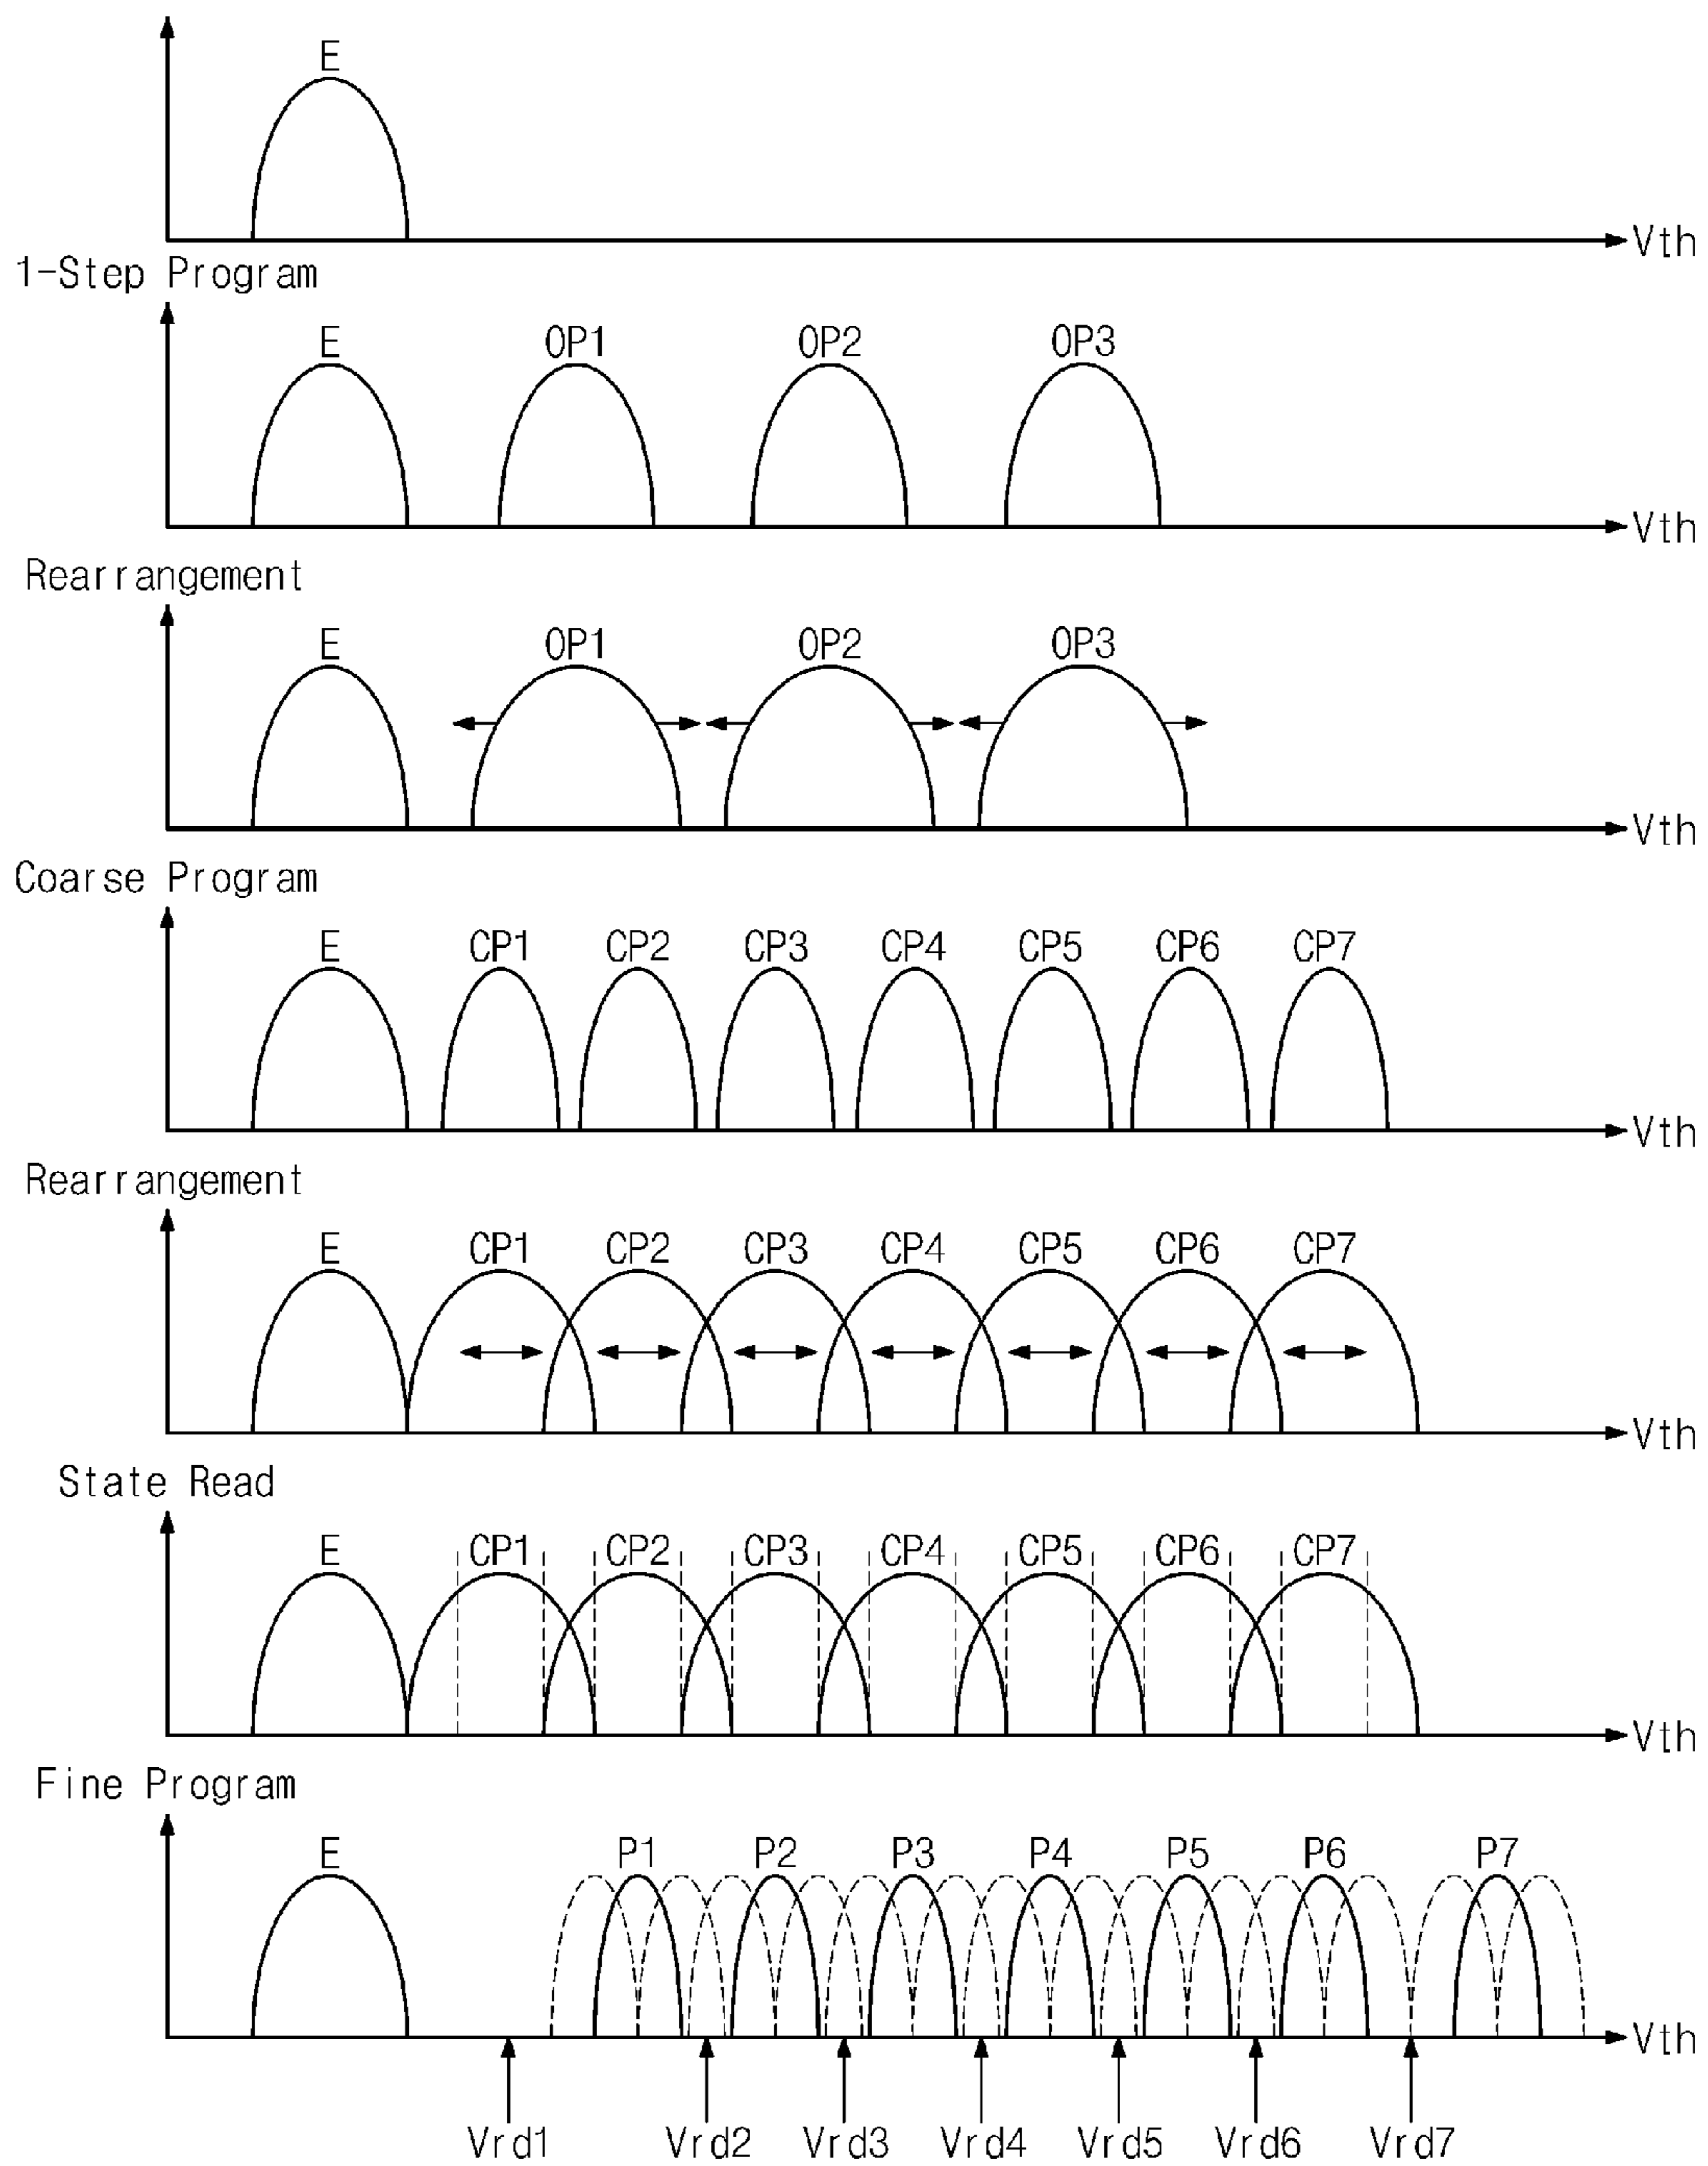 E
Vth
1-Step Program
E OP1 OP2 OP3
Vth
Rearrangement
E OP1 OP2 OP3
Vth
Coarse Program
E CP1 CP2 CP3 CP4 CP5 CP6 CP7
Vth
Rearrangement
E CP1 CP2 CP3 CP4 CP5 CP6 CP7
Vth
State Read
E CP1 CP2 CP3 CP4 CP5 CP6 CP7
Vth
Fine Program
E P1 P2 P3 P4 P5 P6 P7
Vth
Vrd1 Vrd2 Vrd3 Vrd4 Vrd5 Vrd6 Vrd7